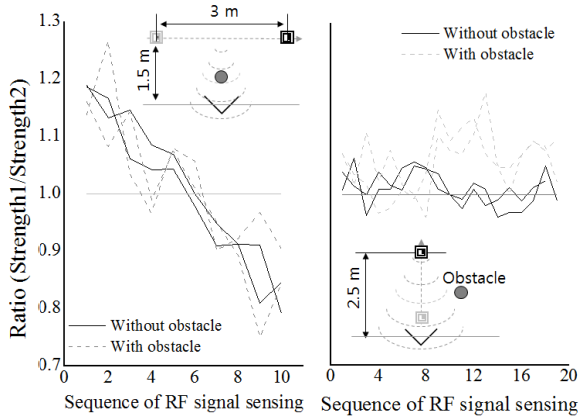 Ratio (Strength1/Strength2)
1.3
1.2
1.1
1.0
0.9
0.8
0.7
3 m
1.5 m
Without obstacle
With obstacle
0 2 4 6 8 10
Sequence of RF signal sensing
Without obstacle
With obstacle
2.5 m
Obstacle
0 4 8 12 16 20
Sequence of RF signal sensing